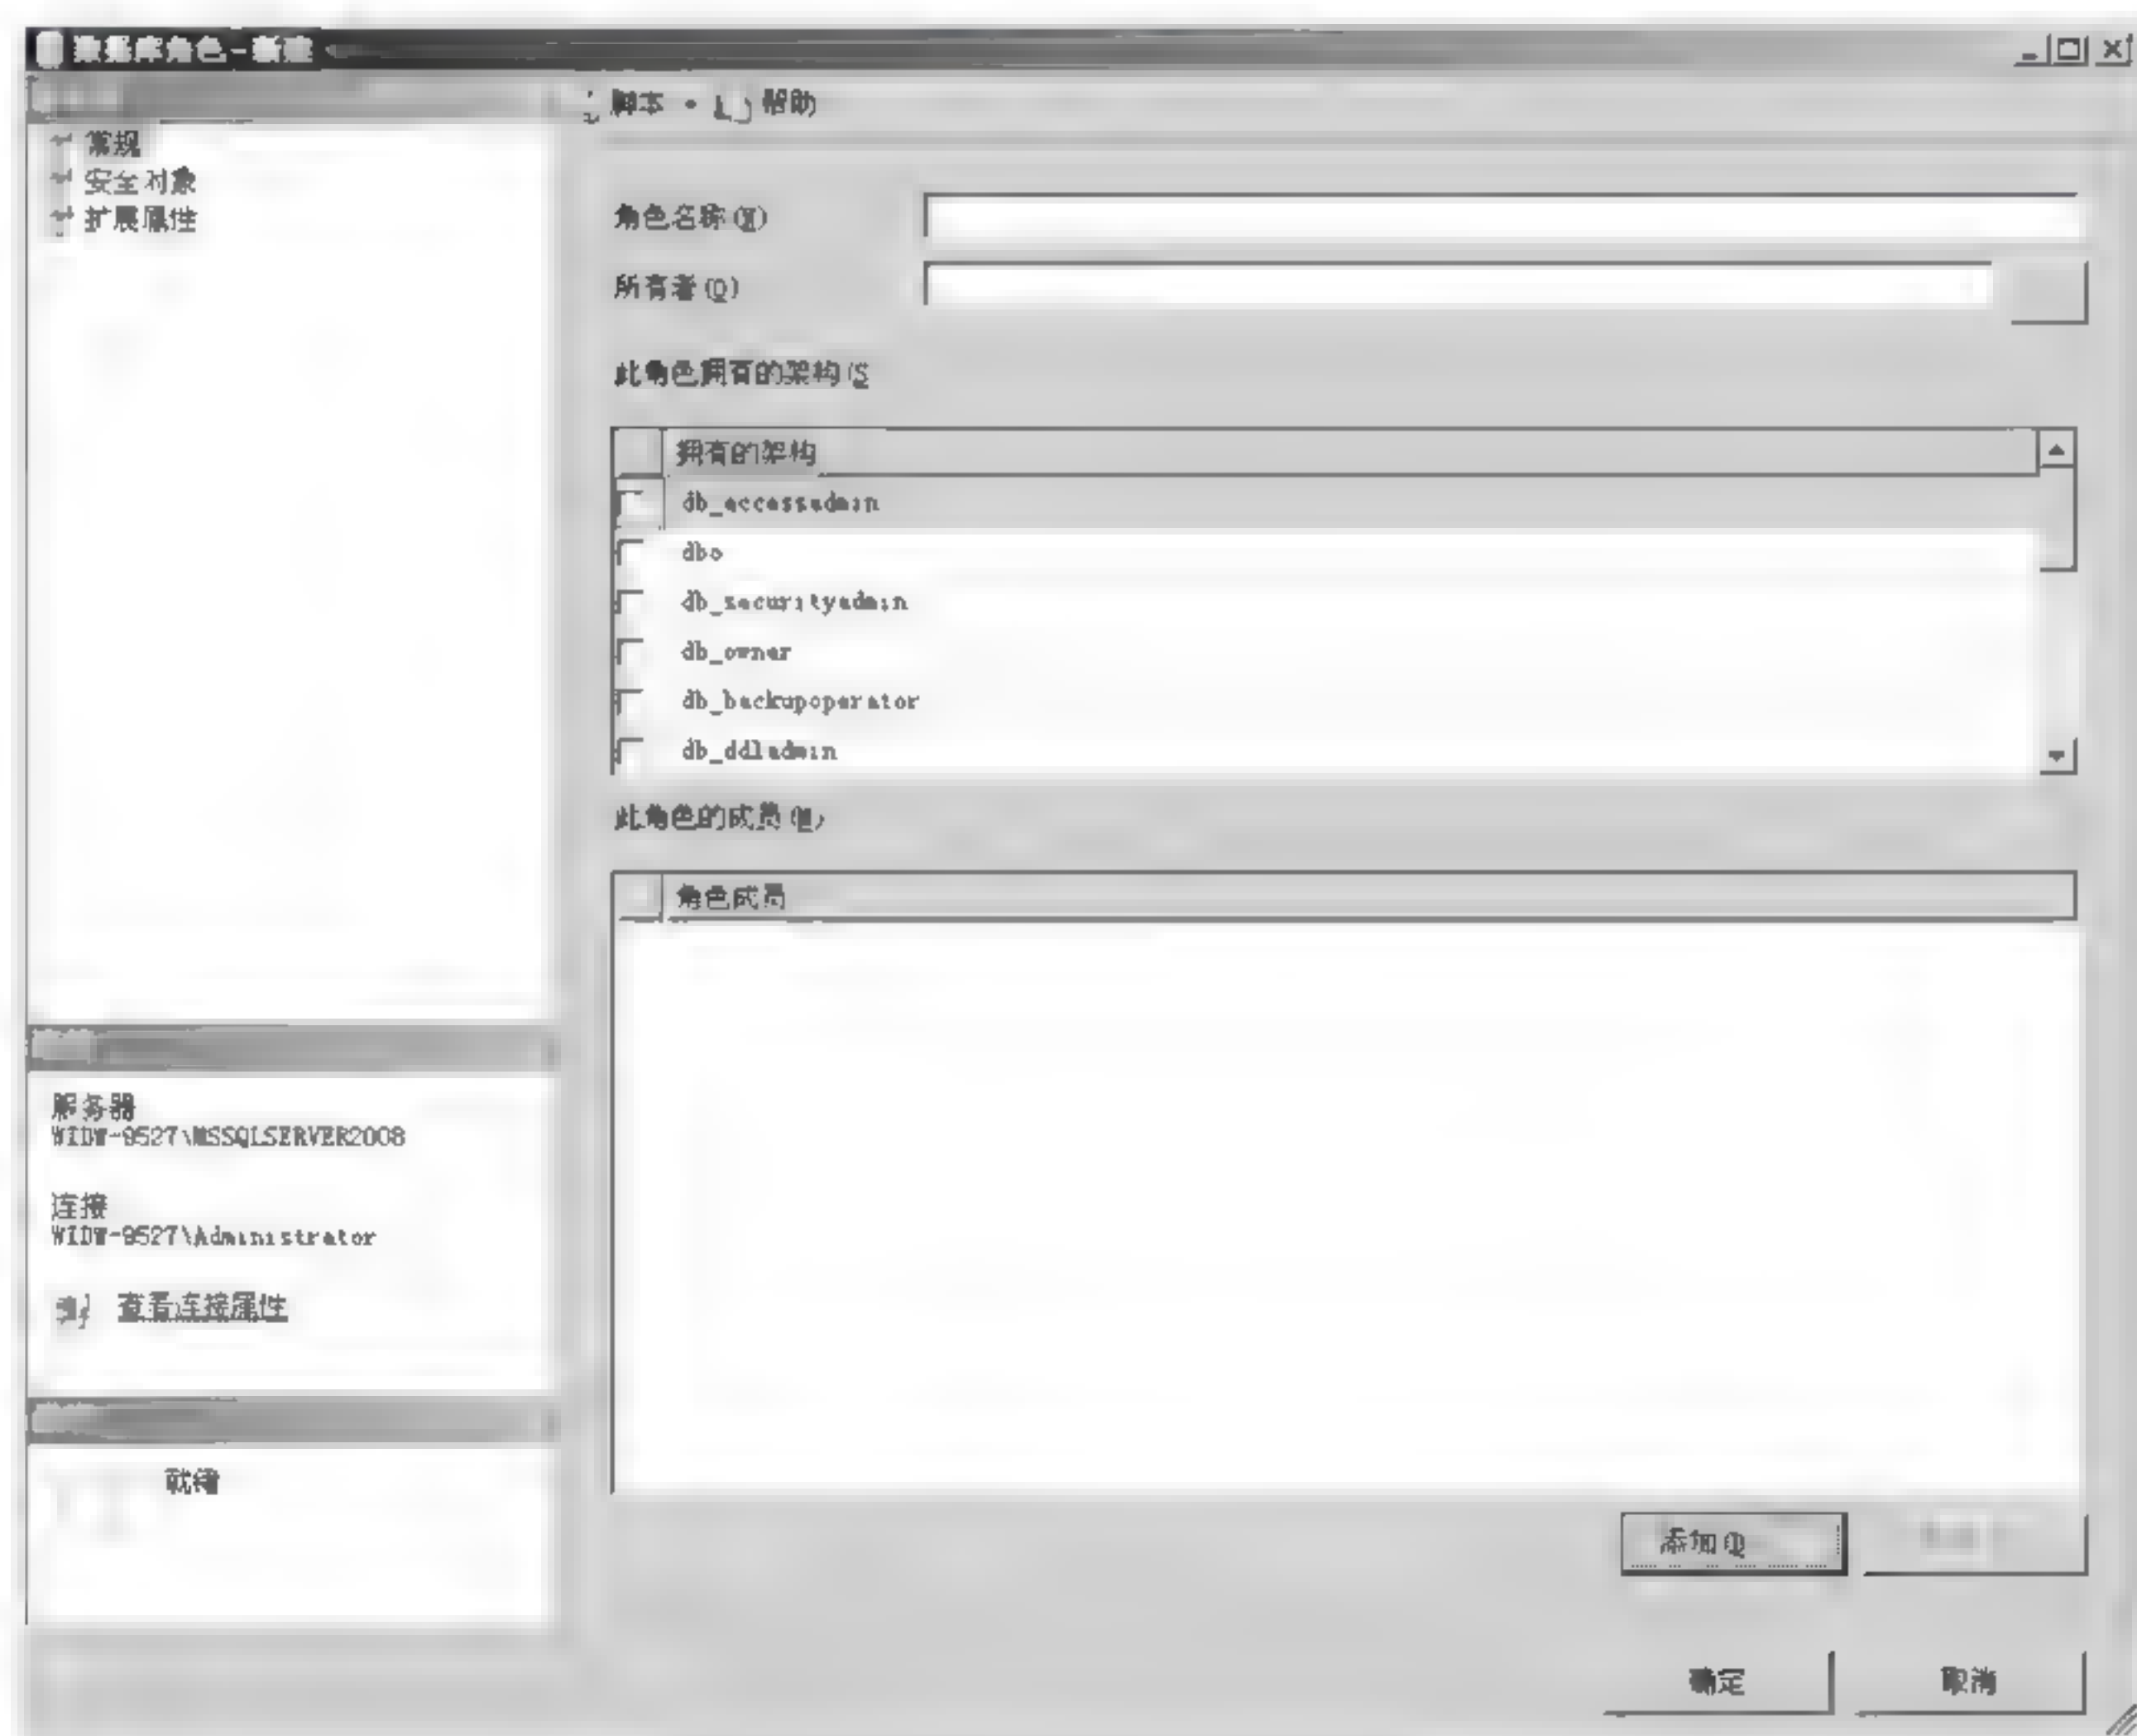 数据库角色 - 新建
脚本 帮助
常规
安全对象
扩展属性
角色名称(N)
所有者(O)
此角色拥有的架构(S
拥有的架构
db_accessadmin
dbo
db_securityadmin
db_owner
db_backupoperator
db_ddladmin
此角色的成员(M)
角色成员
服务器
WIDW-9527\MSSQLSERVER2008
连接
WIDW-9527\Administrator
查看连接属性
就绪
添加
确定
取消